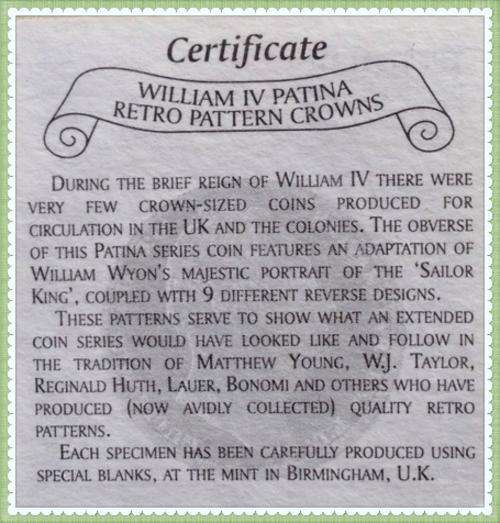 Certificate
WILLIAM IV PATINA
RETRO PATTERN CROWNS
DURING THE BRIEF REIGN OF WILLIAM IV THERE WERE
VERY FEW CROWN-SIZED COINS PRODUCED FOR
CIRCULATION IN THE UK AND THE COLONIES. THE OBVERSE
OF THIS PATINA SERIES COIN FEATURES AN ADAPTATION OF
WILLIAM WYON'S MAJESTIC PORTRAIT OF THE 'SAILOR
KING', COUPLED WITH 9 DIFFERENT REVERSE DESIGNS.
THESE PATTERNS SERVE TO SHOW WHAT AN EXTENDED
COIN SERIES WOULD HAVE LOOKED LIKE AND FOLLOW IN
THE TRADITION OF MATTHEW YOUNG, W.J. TAYLOR,
REGINALD HUTH, LAUER, BONOMI AND OTHERS WHO HAVE
PRODUCED (NOW AVIDLY COLLECTED) QUALITY RETRO
PATTERNS.
EACH SPECIMEN HAS BEEN CAREFULLY PRODUCED USING
SPECIAL BLANKS, AT THE MINT IN BIRMINGHAM, U.K.